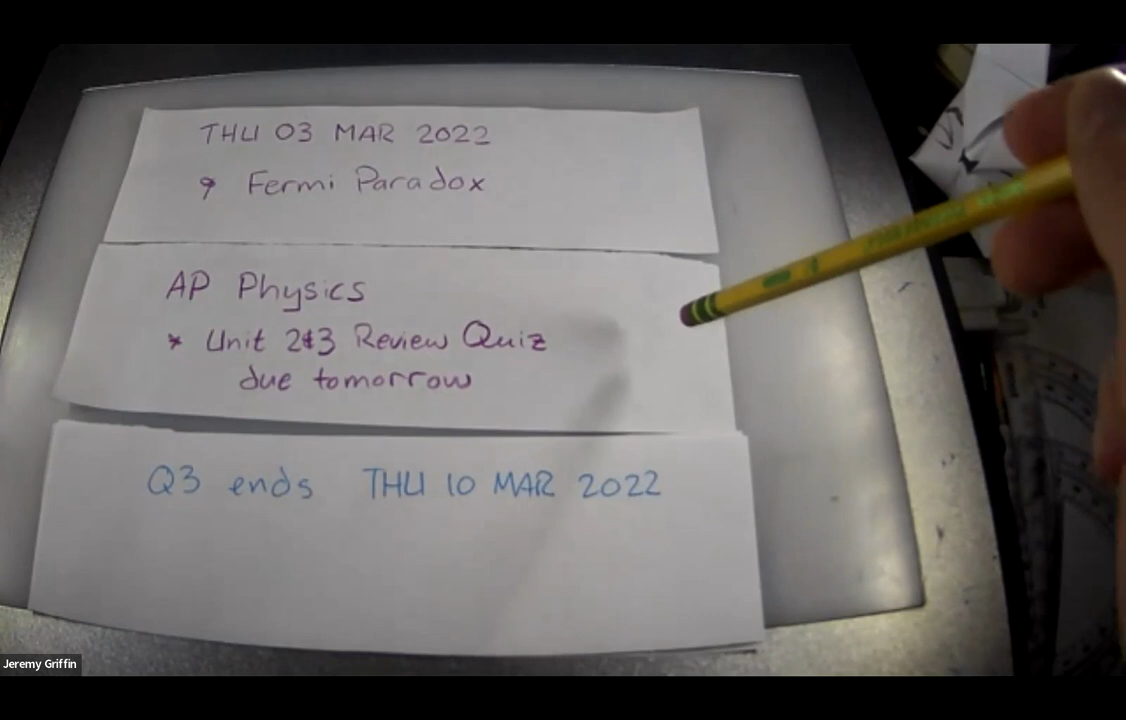 THU 03 MAR 2022
* Fermi Paradox
AP Physics
* Unit 2&3 Review Quiz
due tomorrow
Q3 ends THU 10 MAR 2022
Jeremy Griffin